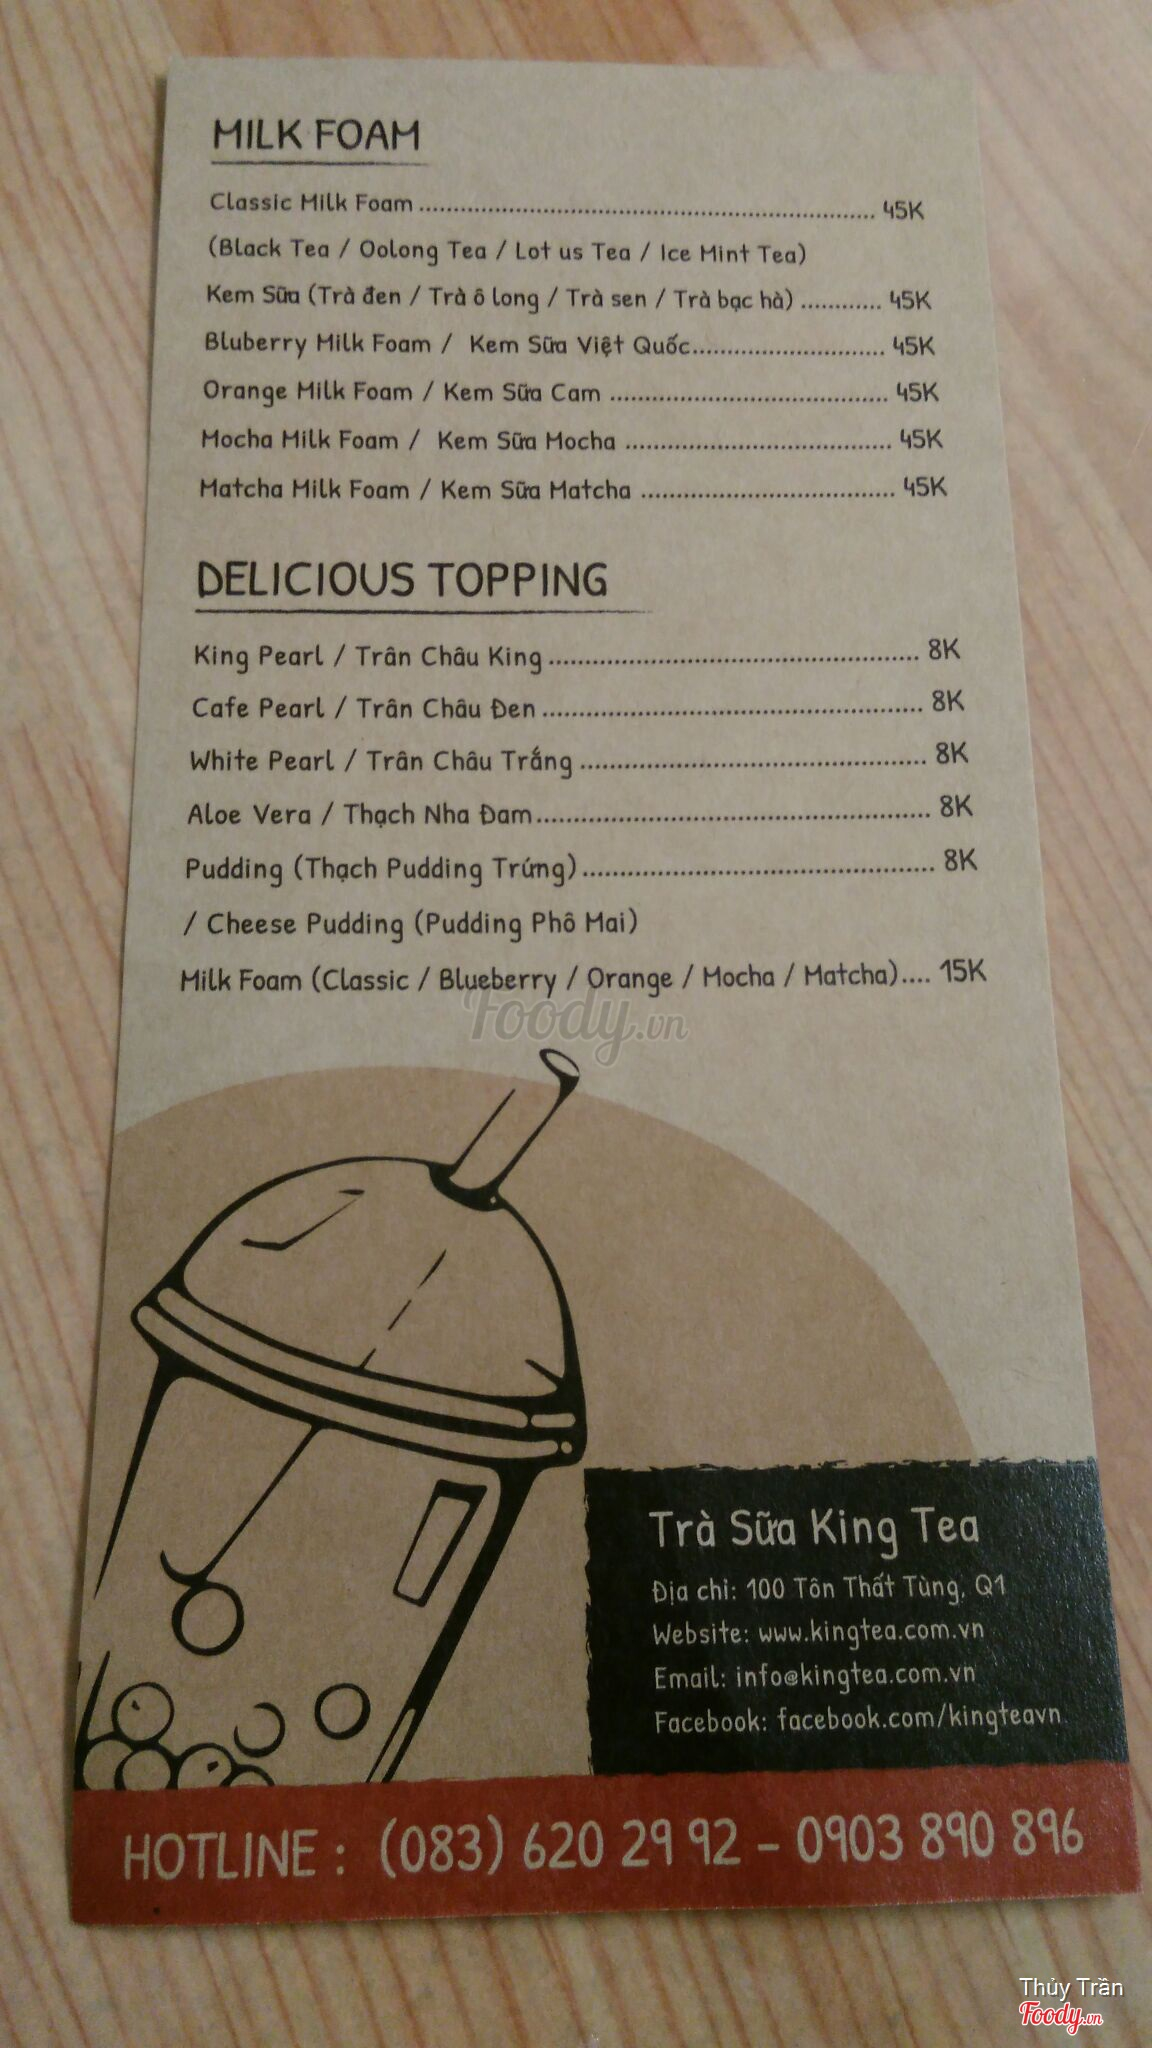 MILK FOAM
Classic Milk Foam ........................................ 45K
(Black Tea / Oolong Tea / Lot us Tea / Ice Mint Tea)
Kem Sữa (Trà đen / Trà ô long / Trà sen / Trà bạc hà) ............ 45K
Bluberry Milk Foam / Kem Sữa Việt Quốc............................ 45K
Orange Milk Foam / Kem Sữa Cam ........................................ 45K
Mocha Milk Foam / Kem Sữa Mocha ...................................... 45K
Matcha Milk Foam / Kem Sữa Matcha .................................... 45K
DELICIOUS TOPPING
King Pearl / Trân Châu King .................................................. 8K
Cafe Pearl / Trân Châu Đen ................................................... 8K
White Pearl / Trân Châu Trắng .............................................. 8K
Aloe Vera / Thạch Nha Đam.................................................... 8K
Pudding (Thạch Pudding Trứng)............................................... 8K
/ Cheese Pudding (Pudding Phô Mai)
Milk Foam (Classic / Blueberry / Orange / Mocha / Matcha).... 15K
Foody.vn
Trà Sữa King Tea
Địa chỉ: 100 Tôn Thất Tùng, Q1
Website: www.kingtea.com.vn
Email: info@kingtea.com.vn
Facebook: facebook.com/kingteavn
HOTLINE : (083) 620 29 92 - 0903 890 896
Thủy Trần
Foody.vn